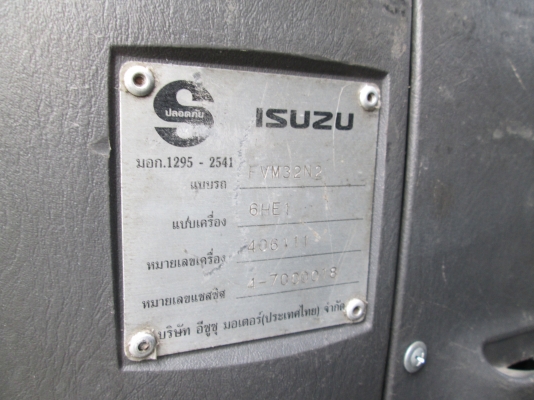 S
ปลอดภัย
ISUZU
มอก.1295 - 2541
แบบรถ FVM32N2
แบบเครื่อง 6HE1
หมายเลขเครื่อง
หมายเลขแชสซีส
บริษัท อีซูซุ มอเตอร์(ประเทศไทย) จำกัด